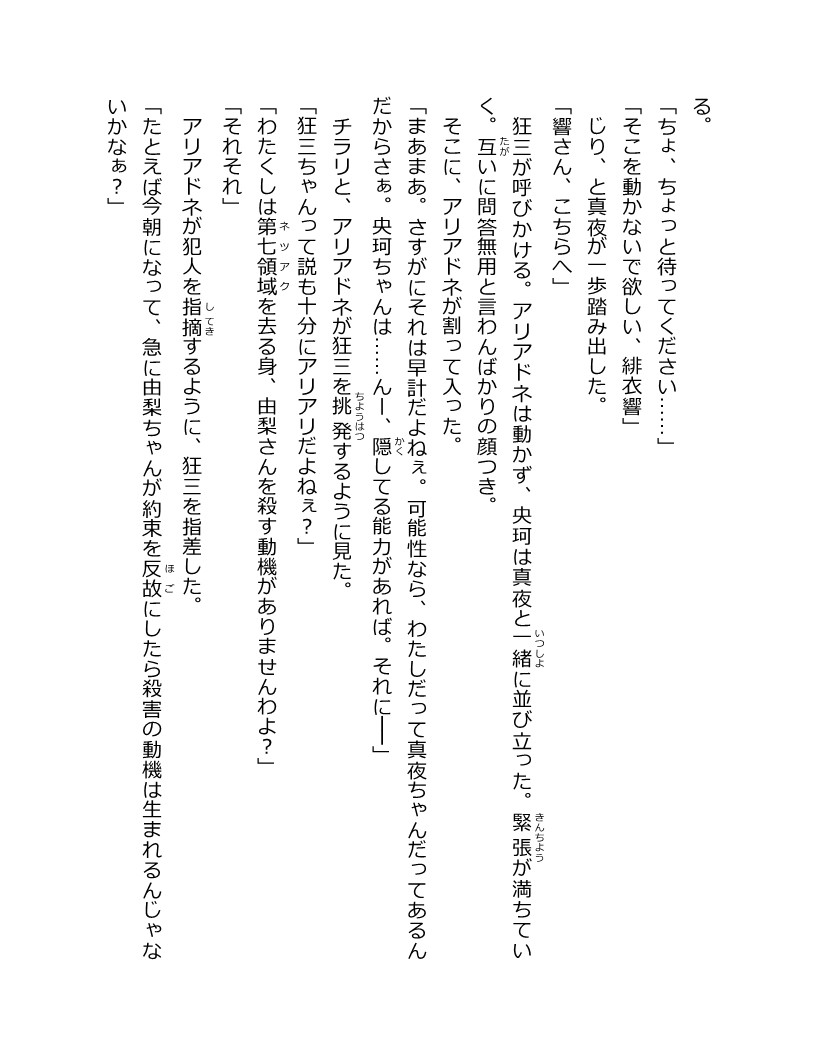 る。
「ちょ、ちょっと待ってください……」
「そこを動かないで欲しい、緋衣響」
じり、と真夜が一歩踏み出した。
「響さん、こちらへ」
狂三が呼びかける。アリアドネは動かず、央珂は真夜と一緒に並び立った。緊張が満ちてい
く。互いに問答無用と言わんばかりの顔つき。
そこに、アリアドネが割って入った。
「まあまあ。さすがにそれは早計だよねぇ。可能性なら、わたしだって真夜ちゃんだってあるん
だからさぁ。央珂ちゃんは……んー、隠してる能力があれば。それに──」
チラリと、アリアドネが狂三を挑発するように見た。
「狂三ちゃんって説も十分にアリアリだよねぇ？」
「わたくしは第七領域を去る身、由梨さんを殺す動機がありませんわよ？」
「それそれ」
アリアドネが犯人を指摘するように、狂三を指差した。
「たとえば今朝になって、急に由梨ちゃんが約束を反故にしたら殺害の動機は生まれるんじゃな
いかなぁ？」